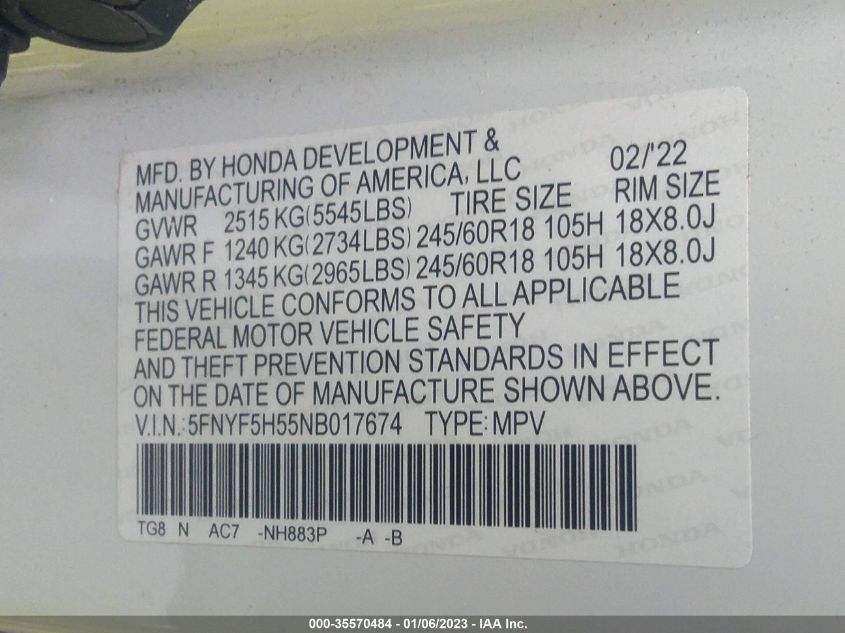 MFD. BY HONDA DEVELOPMENT &
MANUFACTURING OF AMERICA, LLC 02/'22
GVWR 2515 KG(5545LBS) TIRE SIZE RIM SIZE
GAWR F 1240 KG(2734LBS) 245/60R18 105H 18X8.0J
GAWR R 1345 KG(2965LBS) 245/60R18 105H 18X8.0J
THIS VEHICLE CONFORMS TO ALL APPLICABLE
FEDERAL MOTOR VEHICLE SAFETY
AND THEFT PREVENTION STANDARDS IN EFFECT
ON THE DATE OF MANUFACTURE SHOWN ABOVE.
V.I.N.:5FNYF5H55NB017674 TYPE:MPV
TG8 N AC7 -NH883P -A -B
000-35570484 - 01/06/2023 - IAA Inc.